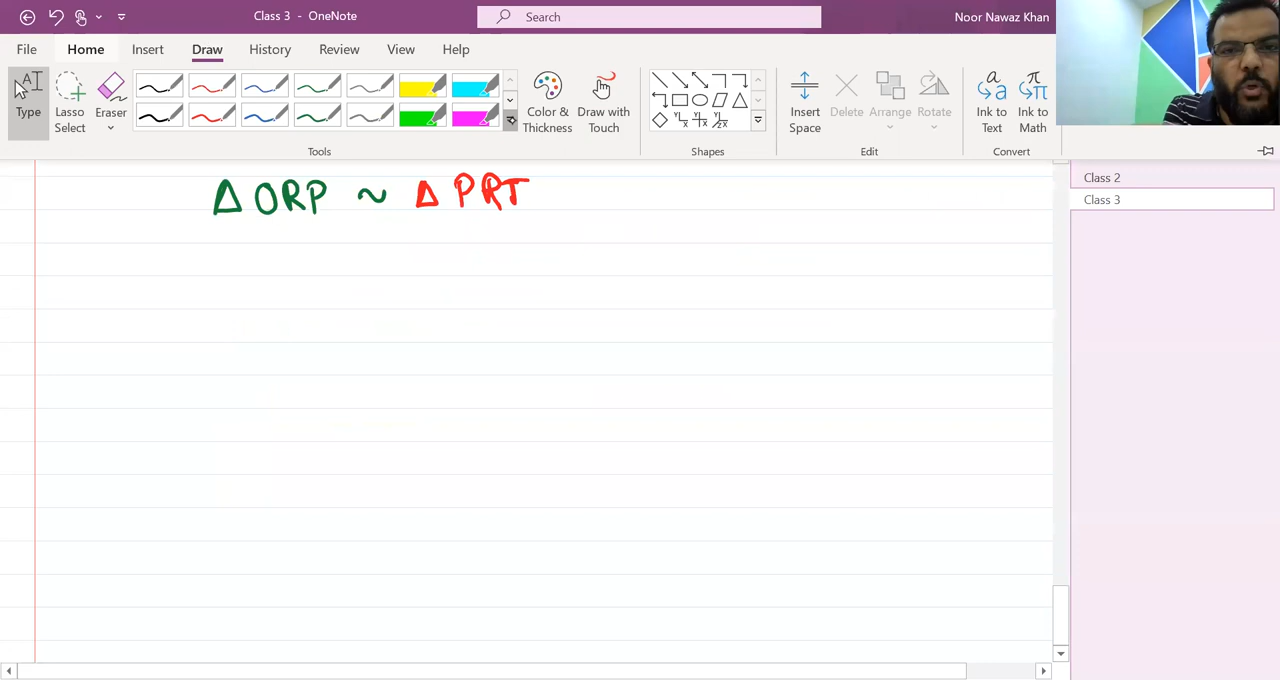 Class 3 - OneNote
Search
Noor Nawaz Khan
File Home Insert Draw History Review View Help
Type
Lasso Select
Eraser
Color & Thickness
Draw with Touch
Insert Space
Delete
Arrange
Rotate
Ink to Text
Ink to Math
Tools
Shapes
Edit
Convert
Δ ORP ~ Δ PRT
Class 2
Class 3